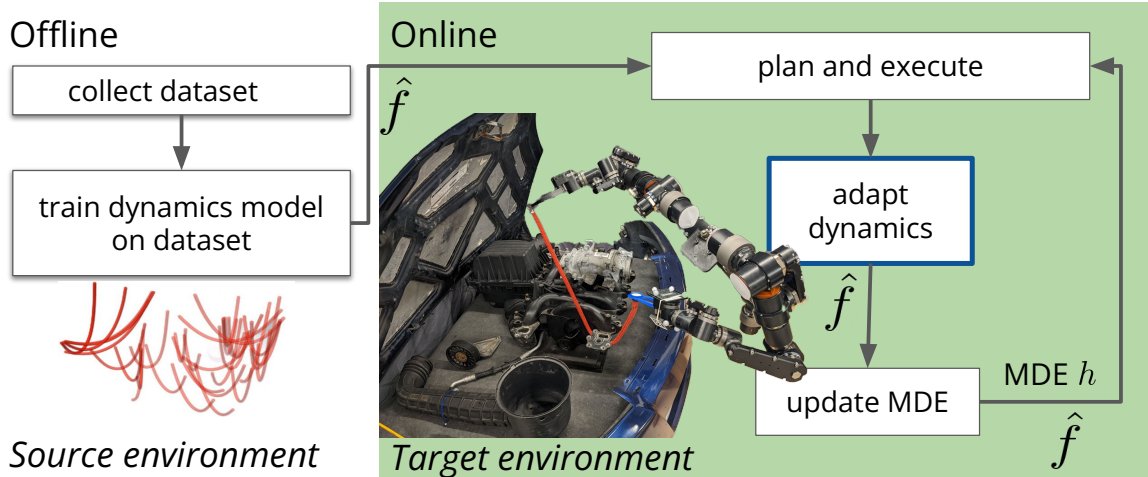 Offline
collect dataset
train dynamics model
on dataset
Source environment
Online
f̂
plan and execute
adapt
dynamics
f̂
update MDE
MDE h
f̂
Target environment